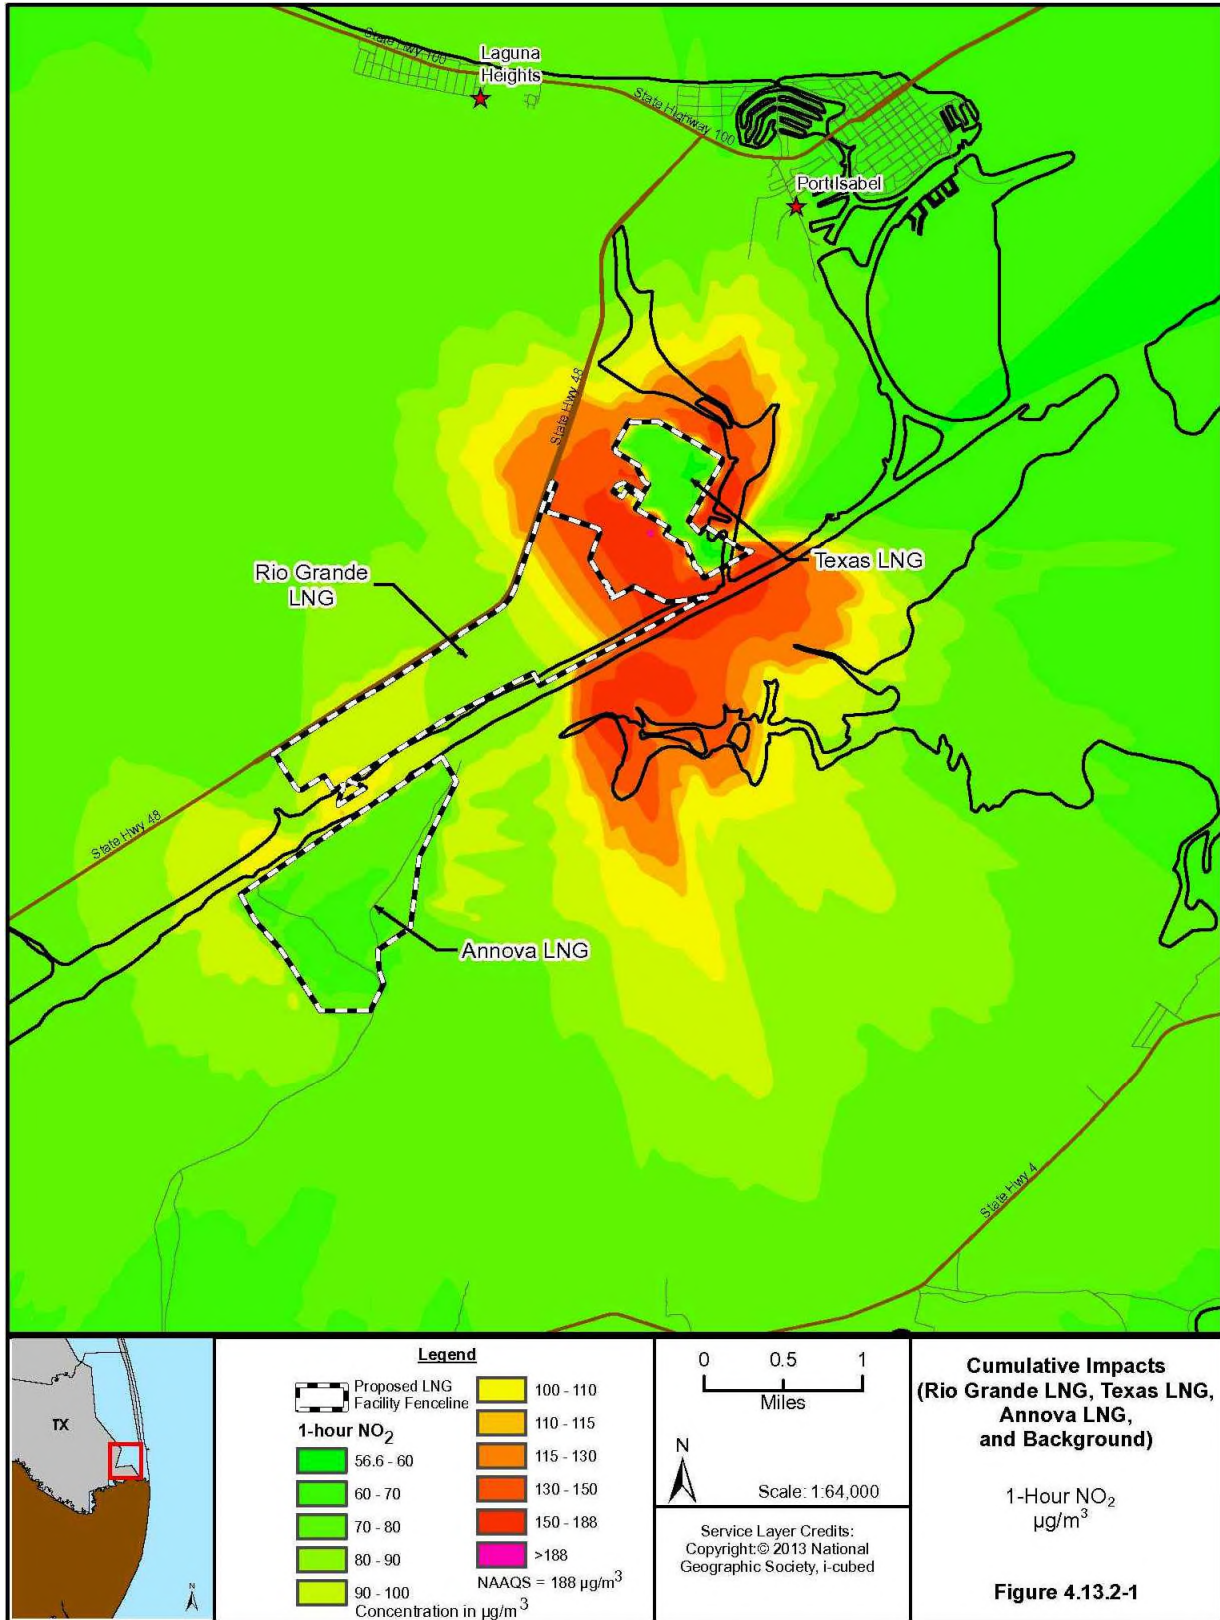 State Hwy 100
Laguna
Heights
State Highway 100
Port Isabel
State Hwy 48
Rio Grande
LNG
Texas LNG
State Hwy 48
Annova LNG
State Hwy 4
TX
N
Legend
Proposed LNG
Facility Fenceline
1-hour NO₂
56.6 - 60
60 - 70
70 - 80
80 - 90
90 - 100
100 - 110
110 - 115
115 - 130
130 - 150
150 - 188
>188
NAAQS = 188 µg/m³
Concentration in µg/m³
0 0.5 1
Miles
N
Scale: 1:64,000
Service Layer Credits:
Copyright:© 2013 National
Geographic Society, i-cubed
Cumulative Impacts
(Rio Grande LNG, Texas LNG,
Annova LNG,
and Background)
1-Hour NO₂
µg/m³
Figure 4.13.2-1